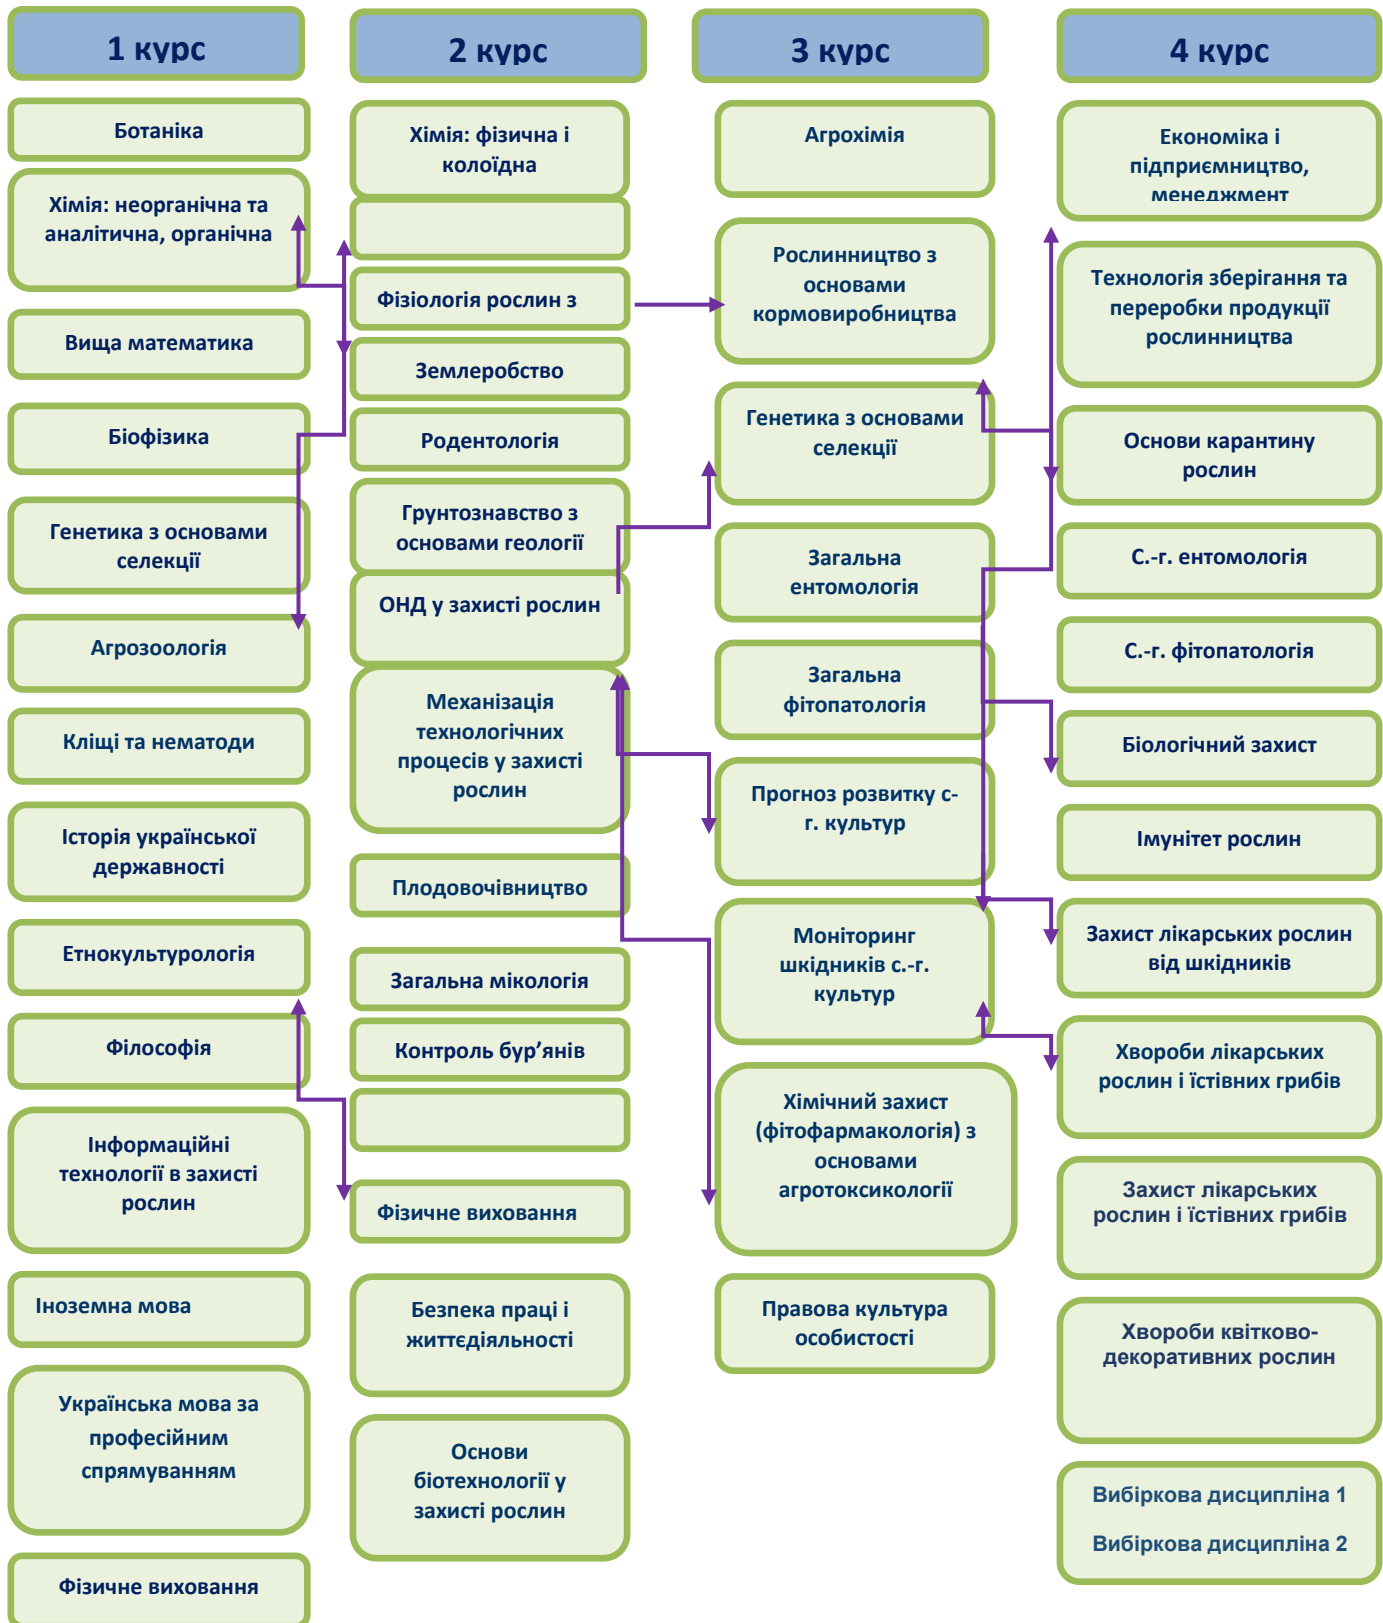 1 курс
2 курс
3 курс
4 курс
Ботаніка
Хімія: неорганічна та
аналітична, органічна
Вища математика
Біофізика
Генетика з основами
селекції
Агрозоологія
Кліщі та нематоди
Історія української
державності
Етнокультурологія
Філософія
Інформаційні
технології в захисті
рослин
Іноземна мова
Українська мова за
професійним
спрямуванням
Фізичне виховання
Хімія: фізична і
колоїдна
Фізіологія рослин з
Землеробство
Родентологія
Грунтознавство з
основами геології
ОНД у захисті рослин
Механізація
технологічних
процесів у захисті
рослин
Плодовочівництво
Загальна мікологія
Контроль бур’янів
Фізичне виховання
Безпека праці і
життєдіяльності
Основи
біотехнології у
захисті рослин
Агрохімія
Рослинництво з
основами
кормовиробництва
Генетика з основами
селекції
Загальна
ентомологія
Загальна
фітопатологія
Прогноз розвитку с-
г. культур
Моніторинг
шкідників с.-г.
культур
Хімічний захист
(фітофармакологія) з
основами
агротоксикології
Правова культура
особистості
Економіка і
підприємництво,
менеджмент
Технологія зберігання та
переробки продукції
рослинництва
Основи карантину
рослин
С.-г. ентомологія
С.-г. фітопатологія
Біологічний захист
Імунітет рослин
Захист лікарських рослин
від шкідників
Хвороби лікарських
рослин і їстівних грибів
Захист лікарських
рослин і їстівних грибів
Хвороби квітково-
декоративних рослин
Вибіркова дисципліна 1
Вибіркова дисципліна 2